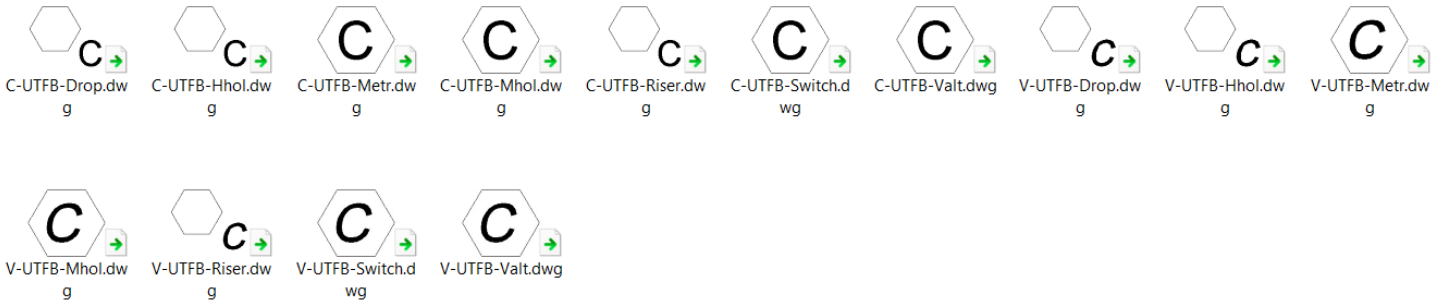 C C C C C C C C C C
C-UTFB-Drop.dw C-UTFB-Hhol.dw C-UTFB-Metr.dw C-UTFB-Mhol.dw C-UTFB-Riser.dw C-UTFB-Switch.d C-UTFB-Valt.dwg V-UTFB-Drop.dw V-UTFB-Hhol.dw V-UTFB-Metr.dw
g g g g g wg g g g
C C C C
V-UTFB-Mhol.dw V-UTFB-Riser.dw V-UTFB-Switch.d V-UTFB-Valt.dwg
g g wg